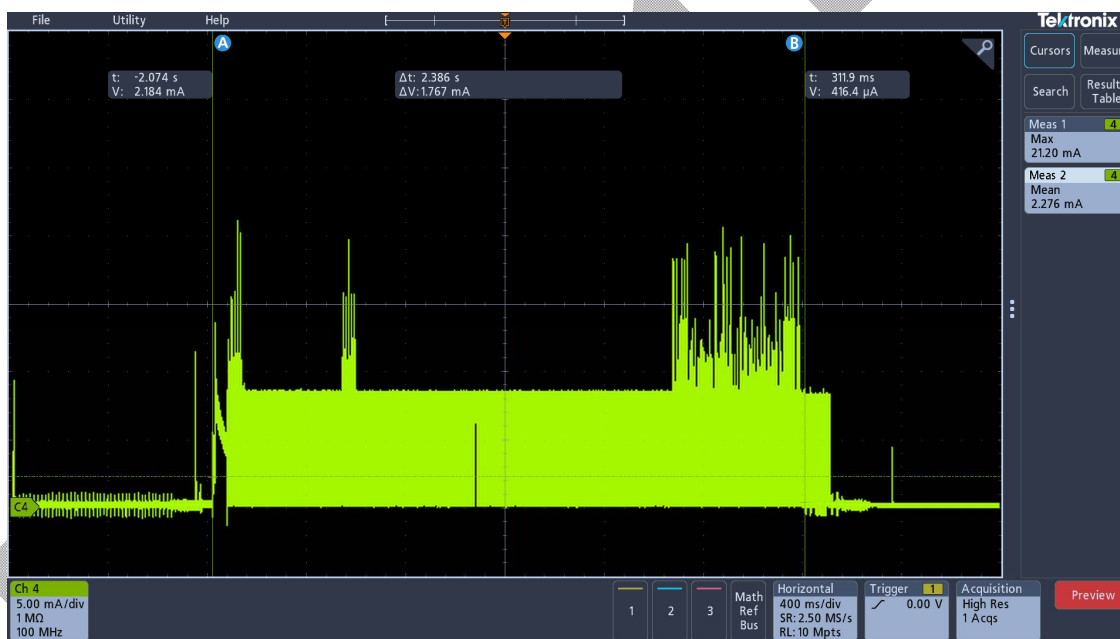 File Utility Help
Tektronix
A
B
t: -2.074 s
V: 2.184 mA
Δt: 2.386 s
ΔV: 1.767 mA
t: 311.9 ms
V: 416.4 μA
Cursors
Measur
Search
Result
Table
Meas 1 4
Max
21.20 mA
Meas 2 4
Mean
2.276 mA
C4
Ch 4
5.00 mA/div
1 MΩ
100 MHz
1
2
3
Math
Ref
Bus
Horizontal
400 ms/div
SR: 2.50 MS/s
RL: 10 Mpts
Trigger 1
0.00 V
Acquisition
High Res
1 Acqs
Preview